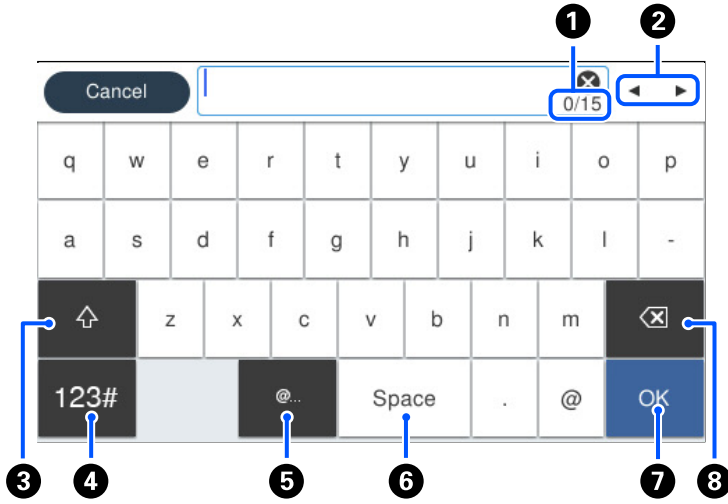 1 2
Cancel 0/15
q w e r t y u i o p
a s d f g h j k l -
z x c v b n m
123# @... Space . @ OK
3 4 5 6 7 8